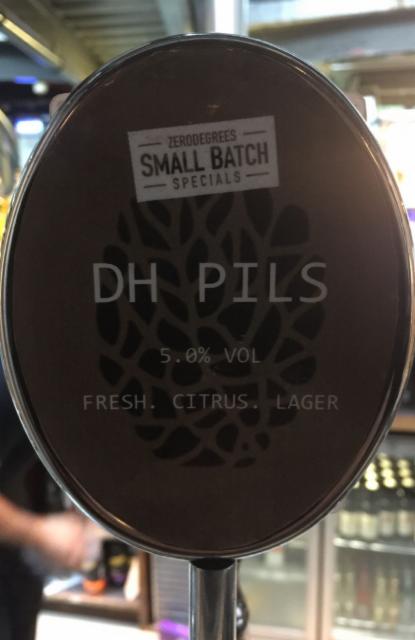 ZERODEGREES
SMALL BATCH
SPECIALS
DH PILS
5.0% VOL
FRESH. CITRUS. LAGER